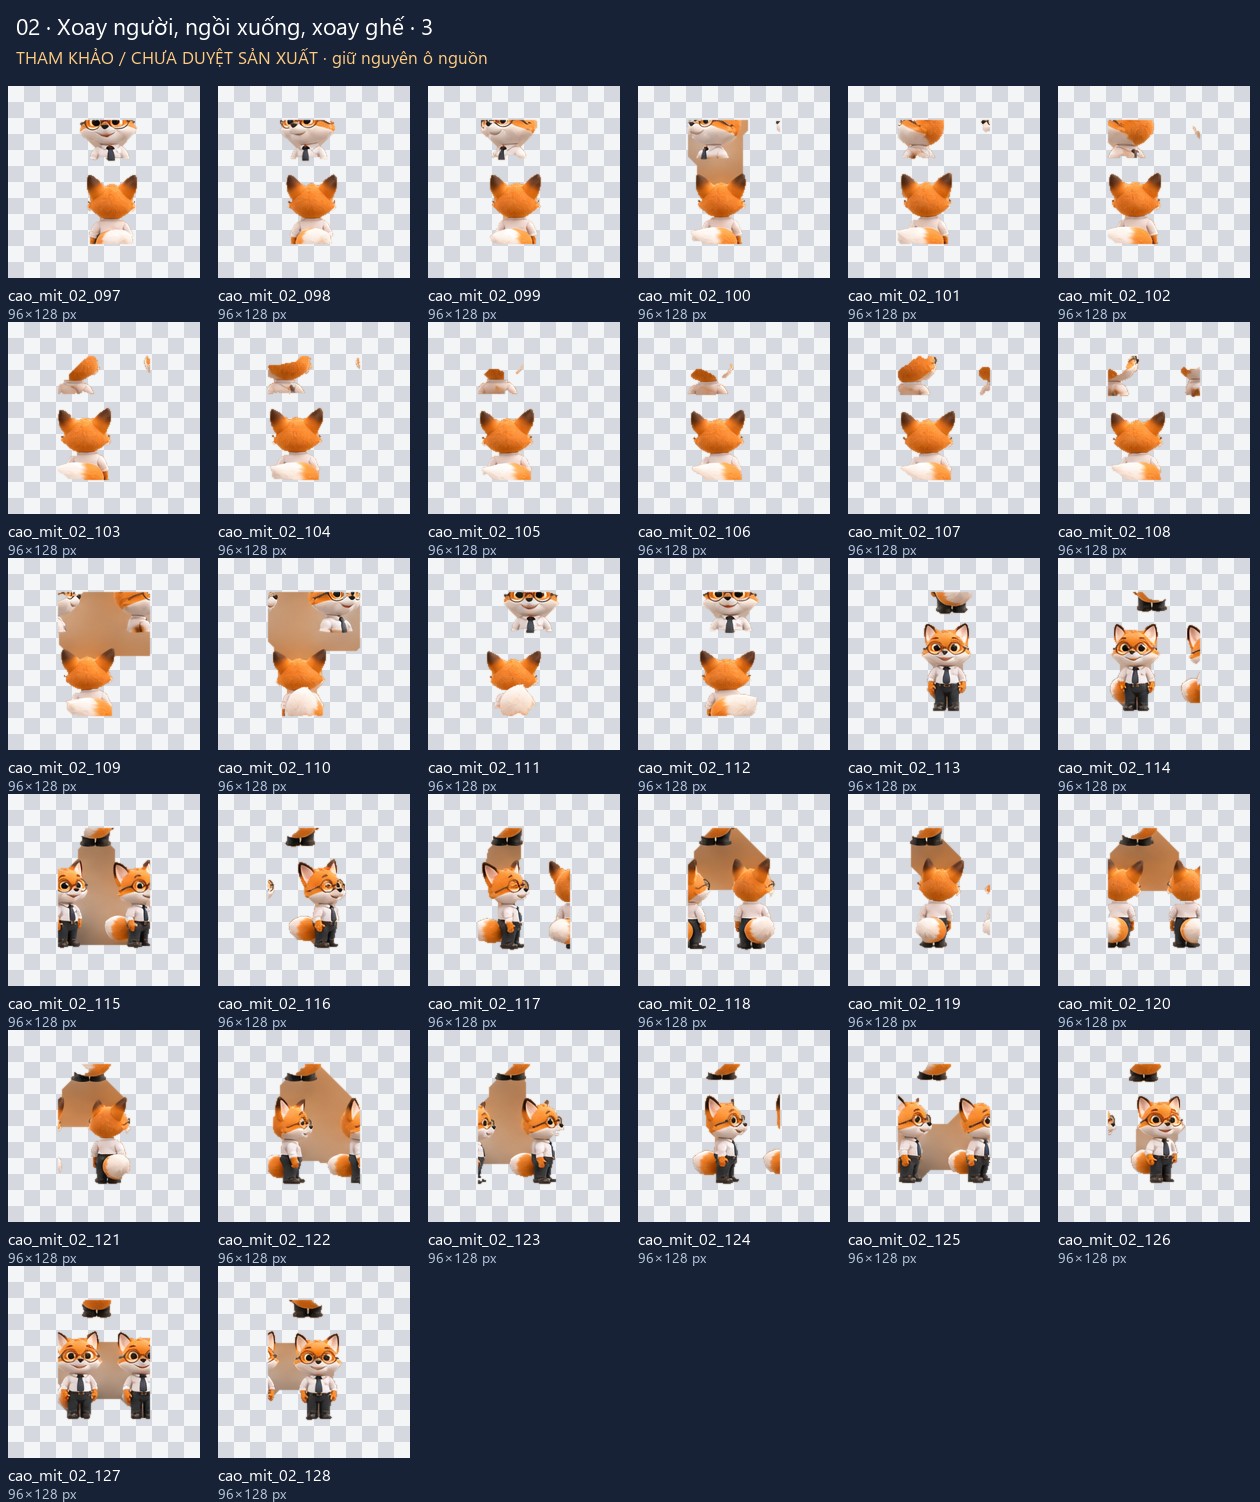 02 · Xoay người, ngồi xuống, xoay ghế · 3
THAM KHẢO / CHƯA DUYỆT SẢN XUẤT · giữ nguyên ô nguồn
cao_mit_02_097
96×128 px
cao_mit_02_098
96×128 px
cao_mit_02_099
96×128 px
cao_mit_02_100
96×128 px
cao_mit_02_101
96×128 px
cao_mit_02_102
96×128 px
cao_mit_02_103
96×128 px
cao_mit_02_104
96×128 px
cao_mit_02_105
96×128 px
cao_mit_02_106
96×128 px
cao_mit_02_107
96×128 px
cao_mit_02_108
96×128 px
cao_mit_02_109
96×128 px
cao_mit_02_110
96×128 px
cao_mit_02_111
96×128 px
cao_mit_02_112
96×128 px
cao_mit_02_113
96×128 px
cao_mit_02_114
96×128 px
cao_mit_02_115
96×128 px
cao_mit_02_116
96×128 px
cao_mit_02_117
96×128 px
cao_mit_02_118
96×128 px
cao_mit_02_119
96×128 px
cao_mit_02_120
96×128 px
cao_mit_02_121
96×128 px
cao_mit_02_122
96×128 px
cao_mit_02_123
96×128 px
cao_mit_02_124
96×128 px
cao_mit_02_125
96×128 px
cao_mit_02_126
96×128 px
cao_mit_02_127
96×128 px
cao_mit_02_128
96×128 px